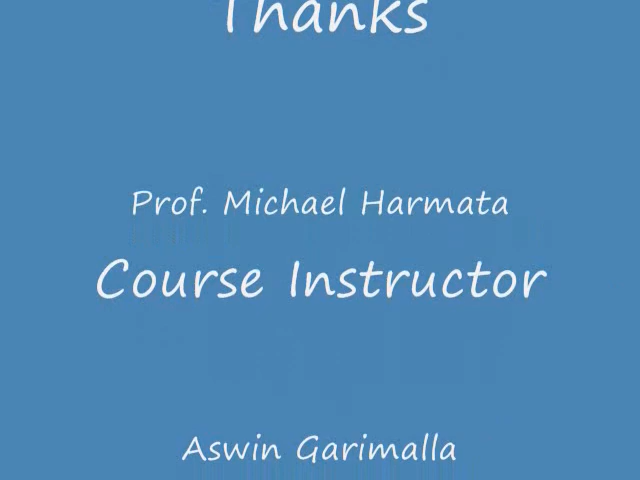 Thanks
Prof. Michael Harmata
Course Instructor
Aswin Garimalla